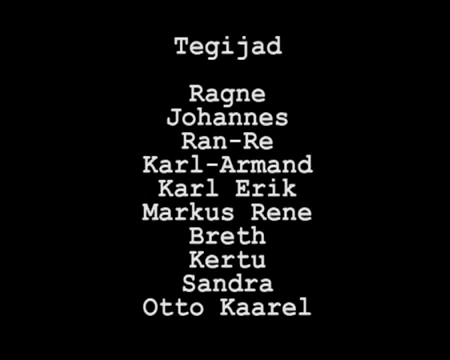 Tegijad
Ragne
Johannes
Ran-Re
Karl-Armand
Karl Erik
Markus Rene
Breth
Kertu
Sandra
Otto Kaarel